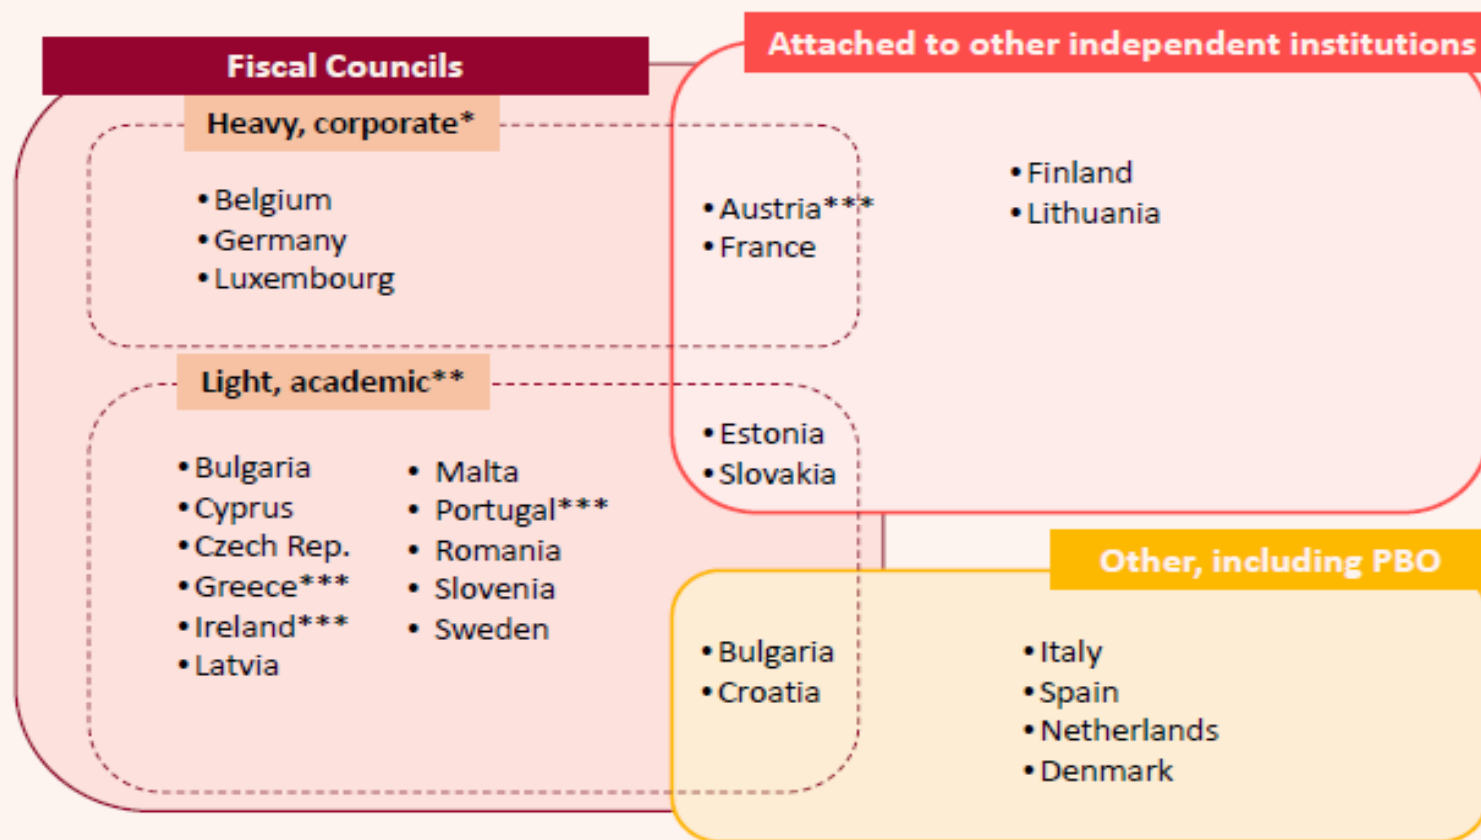 Fiscal Councils
Attached to other independent institutions
Heavy, corporate*
• Belgium
• Germany
• Luxembourg
• Austria***
• France
• Finland
• Lithuania
Light, academic**
• Bulgaria
• Cyprus
• Czech Rep.
• Greece***
• Ireland***
• Latvia
• Malta
• Portugal***
• Romania
• Slovenia
• Sweden
• Estonia
• Slovakia
Other, including PBO
• Bulgaria
• Croatia
• Italy
• Spain
• Netherlands
• Denmark